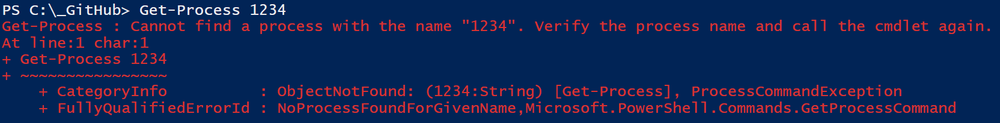 PS C:\_GitHub> Get-Process 1234
Get-Process : Cannot find a process with the name "1234". Verify the process name and call the cmdlet again.
At line:1 char:1
+ Get-Process 1234
+ ~~~~~~~~~~~~~~~~
    + CategoryInfo          : ObjectNotFound: (1234:String) [Get-Process], ProcessCommandException
    + FullyQualifiedErrorId : NoProcessFoundForGivenName,Microsoft.PowerShell.Commands.GetProcessCommand